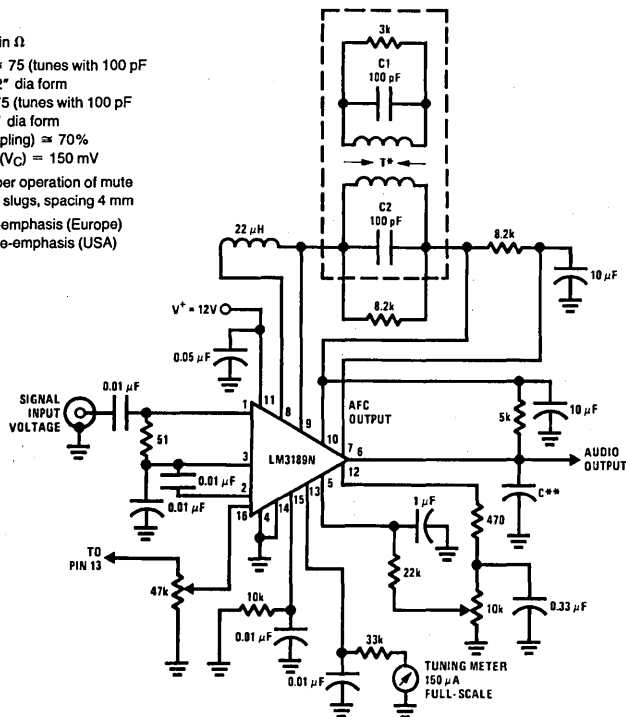 in Ω
≅ 75 (tunes with 100 pF
2" dia form
75 (tunes with 100 pF
" dia form
pling) ≅ 70%
(VC) = 150 mV
per operation of mute
slugs, spacing 4 mm
-emphasis (Europe)
e-emphasis (USA)
3k
C1
100 pF
T*
C2
100 pF
22 μH
8.2k
10 μF
8.2k
V+ = 12V
0.05 μF
11
8
9
SIGNAL
INPUT
VOLTAGE
0.01 μF
1
51
3
0.01 μF
2
0.01 μF
16
LM3189N
4
14
15
13
5
10
7
6
12
AFC
OUTPUT
5k
10 μF
AUDIO
OUTPUT
C**
1 μF
470
22k
10k
0.33 μF
TO
PIN 13
47k
10k
0.01 μF
33k
0.01 μF
TUNING METER
150 μA
FULL-SCALE